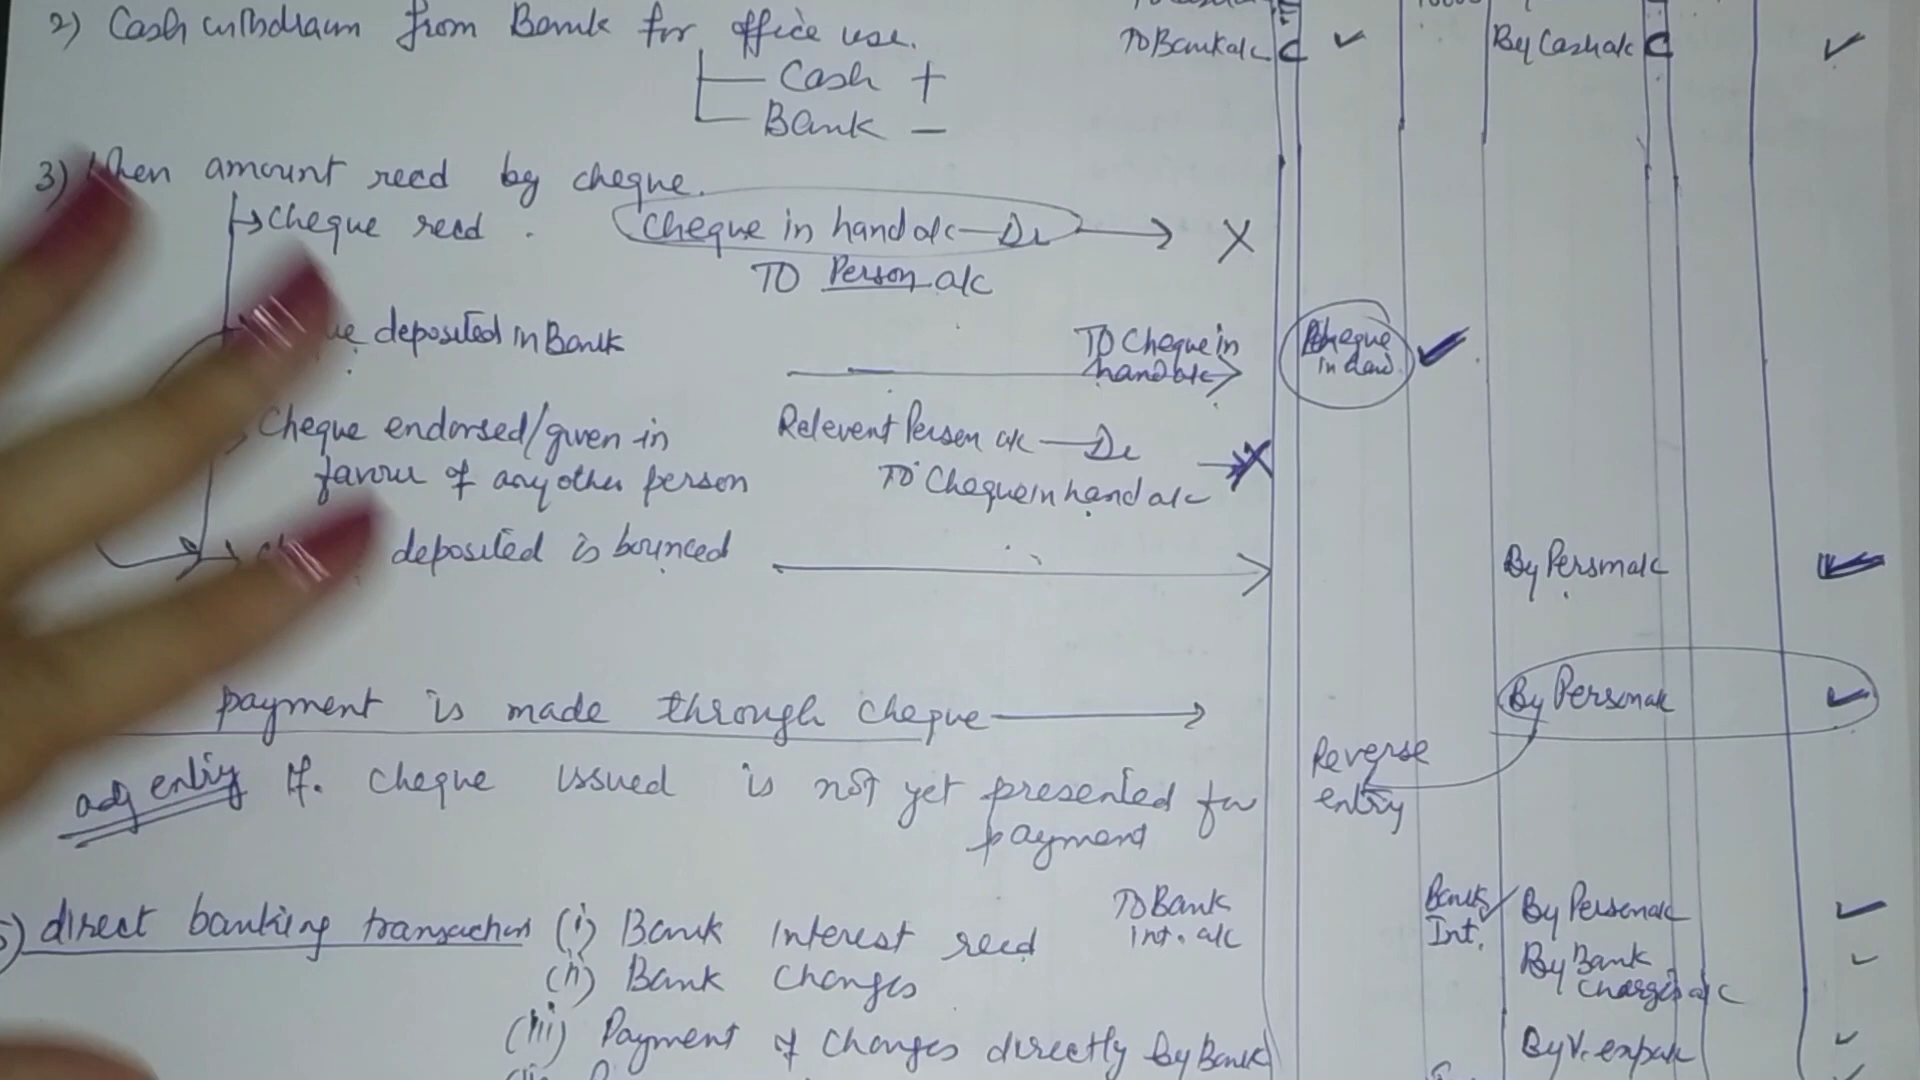 2) Cash withdrawn from Bank for office use.
To Bank a/c C ✓
By Cash a/c C ✓
Cash +
Bank –
3) When amount recd by cheque.
→ Cheque recd.
Cheque in hand a/c — Dr → X
To Person a/c
deposited in Bank
To Cheque in
hand a/c
Cheque
in hand
✓
Cheque endorsed/given in
favour of any other person
Relevent Person a/c — Dr
To Cheque in hand a/c → X
deposited is bounced →
By Person a/c ✓
payment is made through cheque →
By Person a/c ✓
Reverse
entry
adj entry If. cheque issued is not yet presented for
payment
5) direct banking transactions (i) Bank Interest recd
To Bank
int. a/c
Bank
Int. ✓
By Person a/c ✓
(ii) Bank Charges
By Bank
Charges a/c ✓
(iii) Payment of Charges directly by Bank
By V. exp a/c ✓